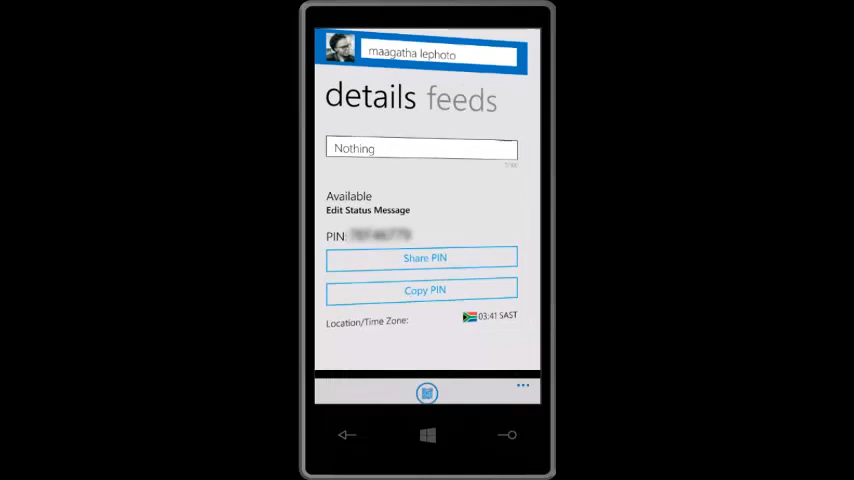 maagatha lephoto
details feeds
Nothing
Available
Edit Status Message
PIN:
Share PIN
Copy PIN
Location/Time Zone: 03:41 SAST